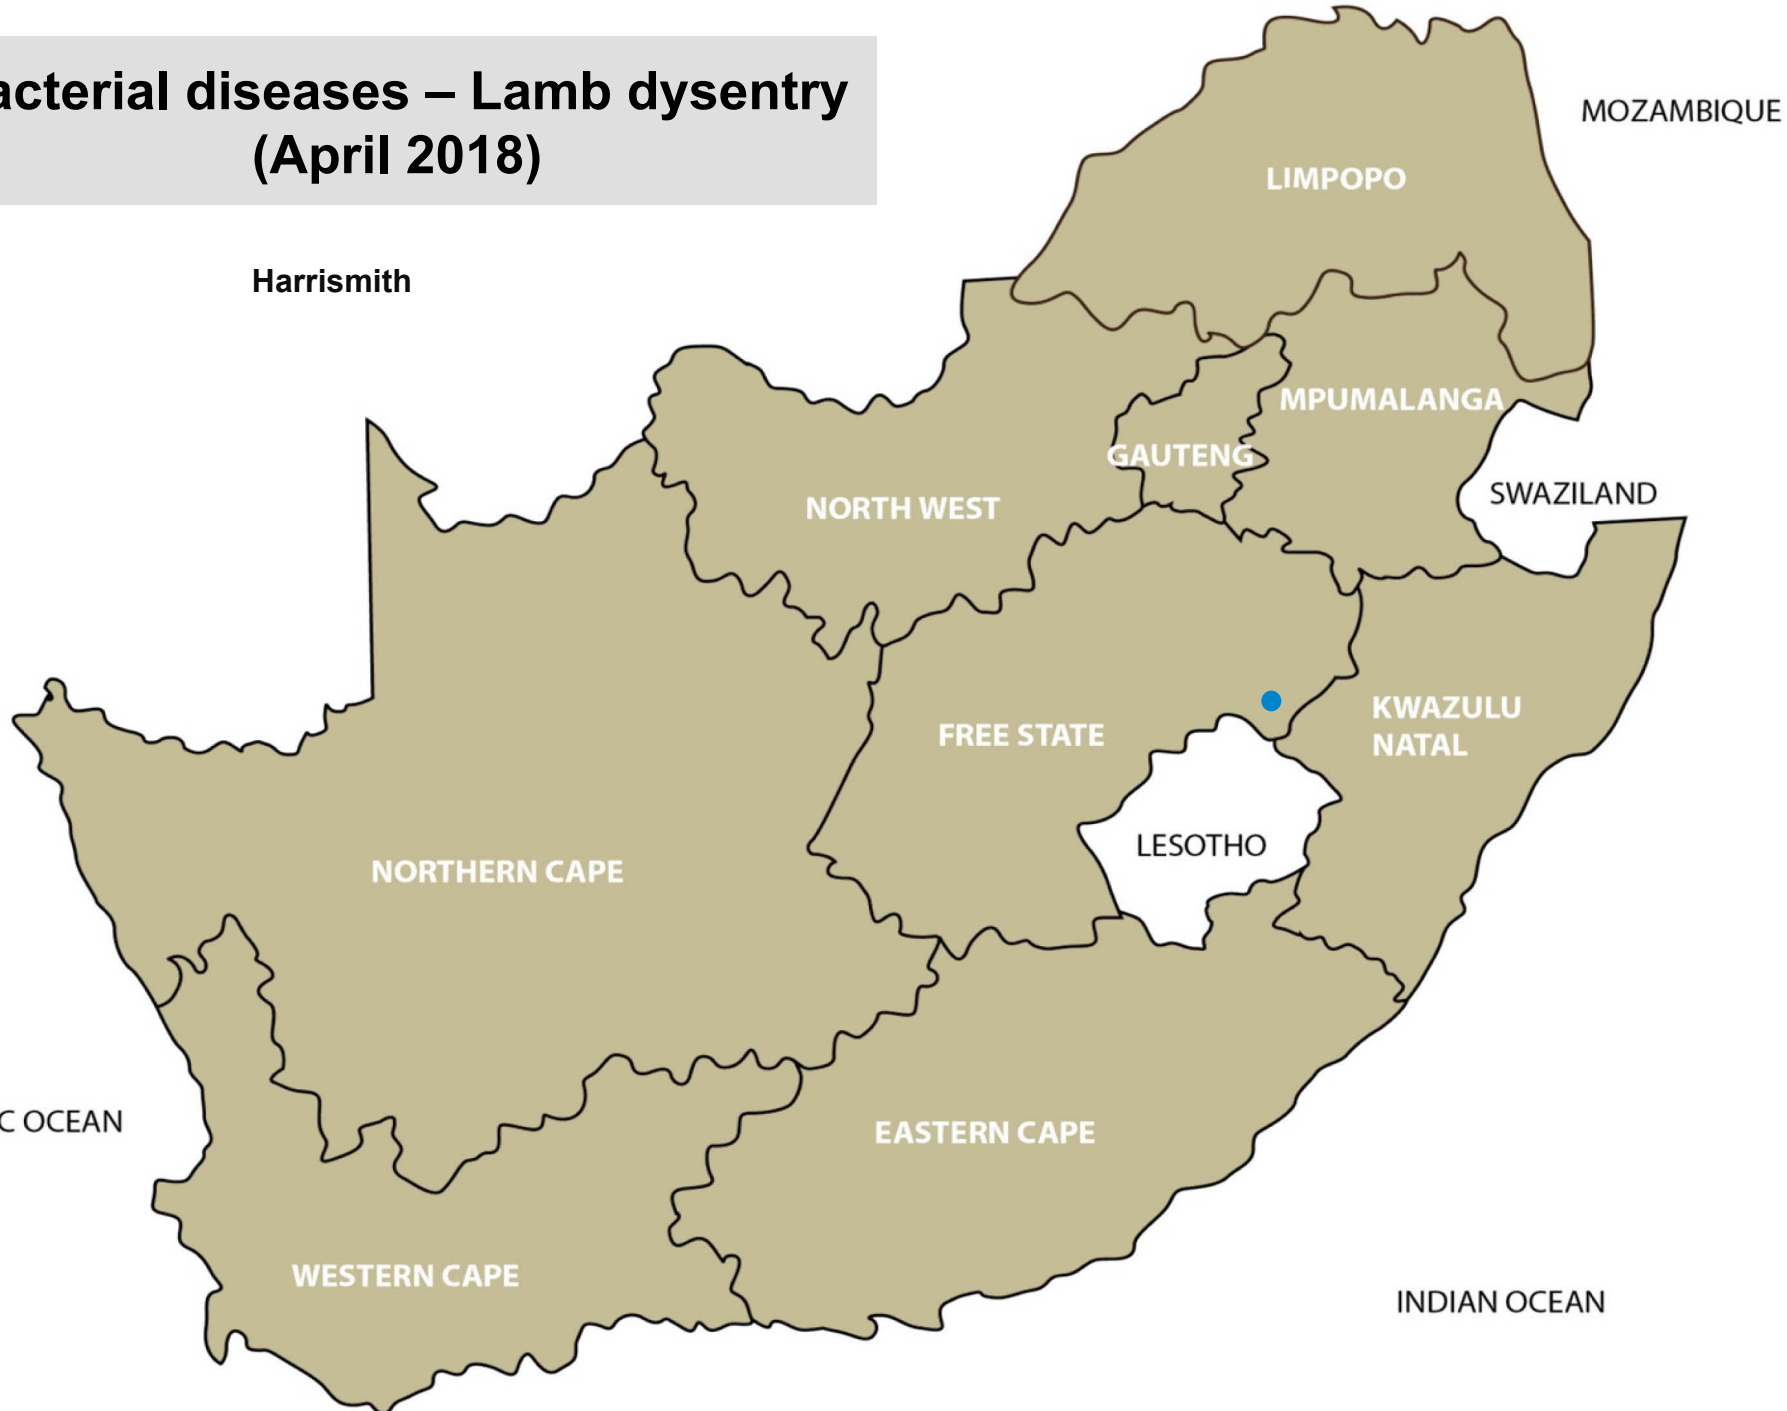 acterial diseases – Lamb dysentry
(April 2018)
MOZAMBIQUE
LIMPOPO
Harrismith
MPUMALANGA
GAUTENG
SWAZILAND
NORTH WEST
KWAZULU
NATAL
FREE STATE
LESOTHO
NORTHERN CAPE
C OCEAN
EASTERN CAPE
WESTERN CAPE
INDIAN OCEAN